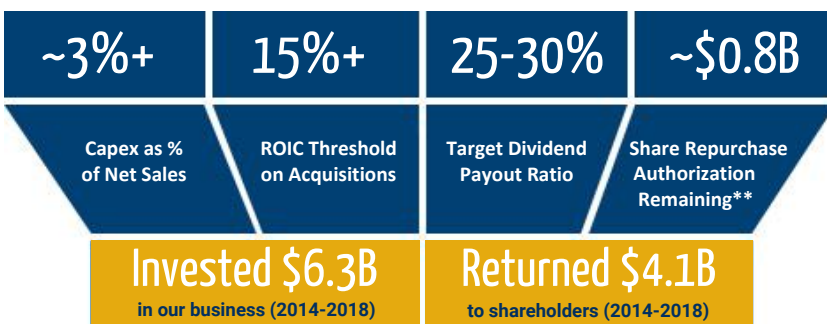 ~3%+
15%+
25-30%
~$0.8B
Capex as %
of Net Sales
ROIC Threshold
on Acquisitions
Target Dividend
Payout Ratio
Share Repurchase
Authorization
Remaining**
Invested $6.3B
in our business (2014-2018)
Returned $4.1B
to shareholders (2014-2018)